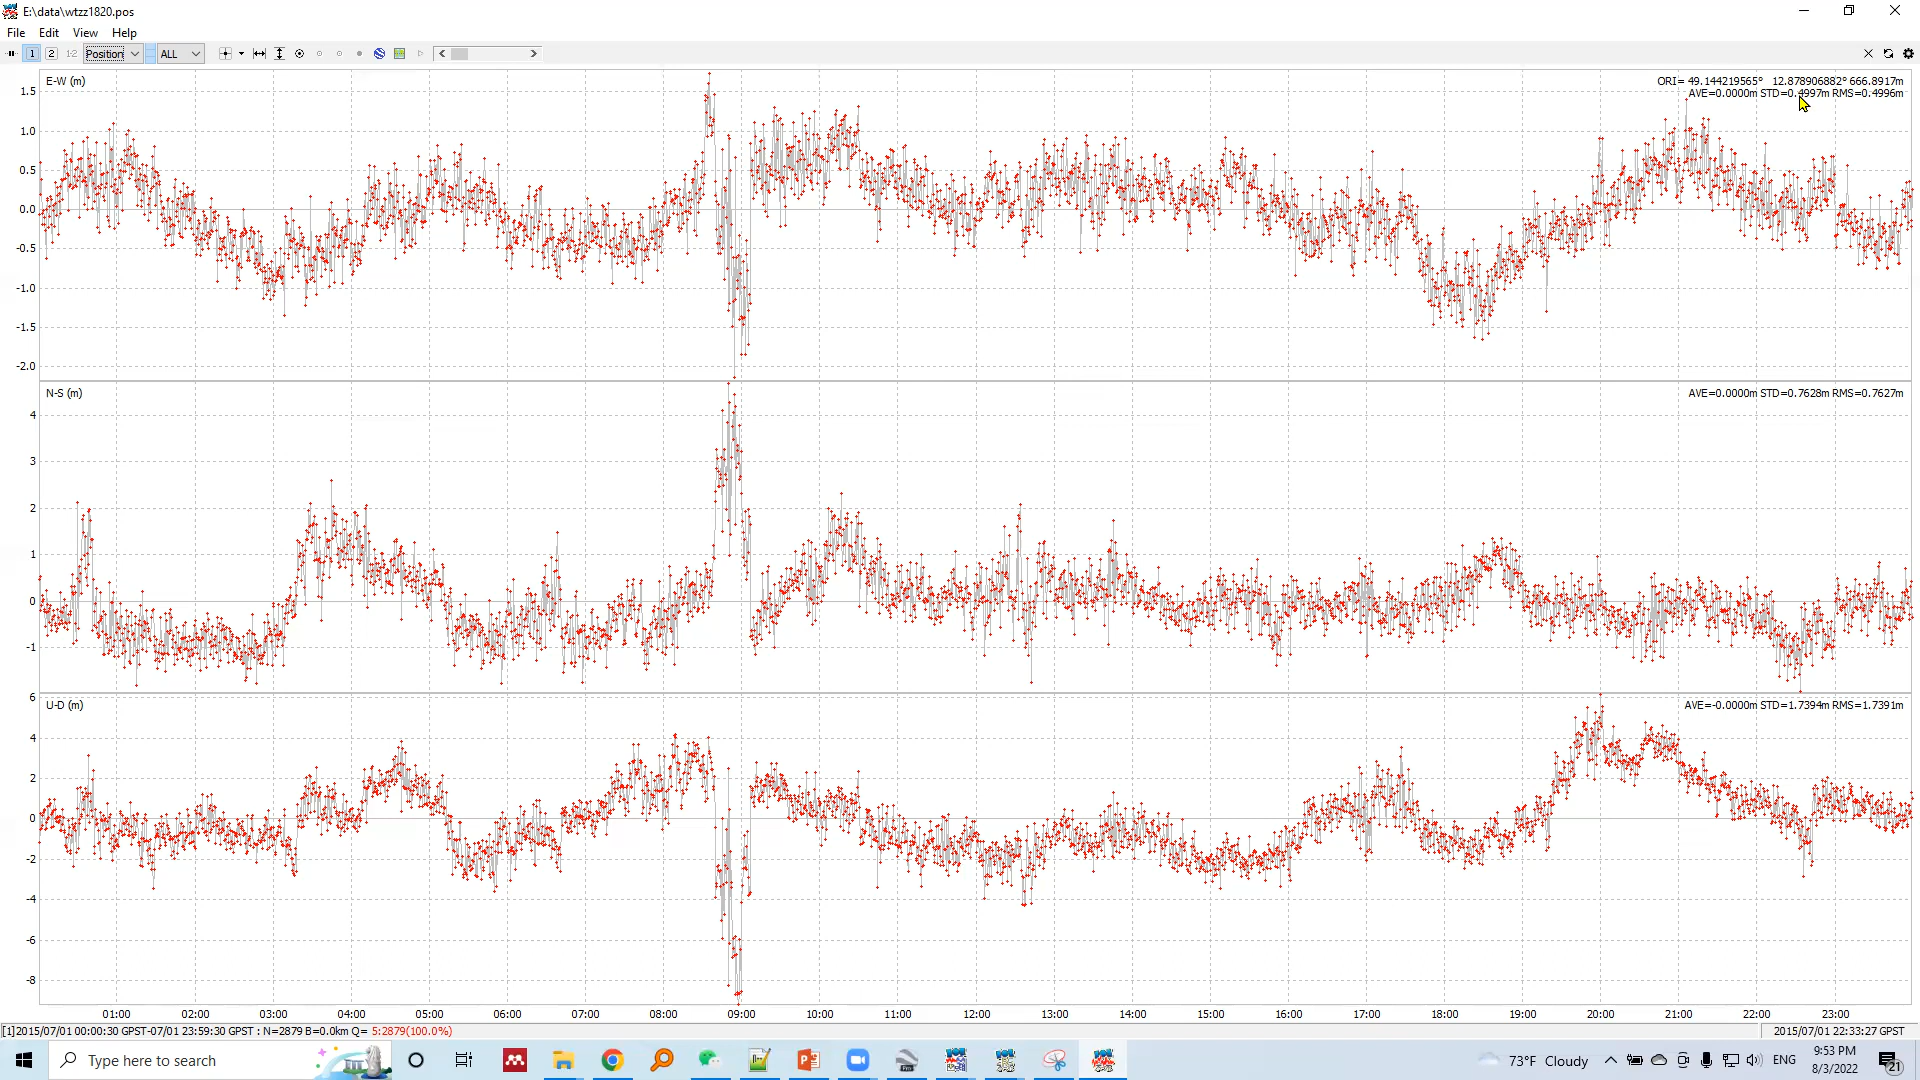 E:\data\wtzz1820.pos
File Edit View Help
1 2 1-2 Position ALL
E-W (m)
ORI= 49.144219565° 12.878906882° 666.8917m
AVE=0.0000m STD=0.4997m RMS=0.4996m
1.5
1.0
0.5
0.0
-0.5
-1.0
-1.5
-2.0
N-S (m)
AVE=0.0000m STD=0.7628m RMS=0.7627m
4
3
2
1
0
-1
6
U-D (m)
AVE=-0.0000m STD=1.7394m RMS=1.7391m
4
2
0
-2
-4
-6
-8
01:00 02:00 03:00 04:00 05:00 06:00 07:00 08:00 09:00 10:00 11:00 12:00 13:00 14:00 15:00 16:00 17:00 18:00 19:00 20:00 21:00 22:00 23:00
[1]2015/07/01 00:00:30 GPST-07/01 23:59:30 GPST : N=2879 B=0.0km Q= 5:2879(100.0%)
2015/07/01 22:33:27 GPST
Type here to search
73°F Cloudy
ENG
9:53 PM
8/3/2022
21